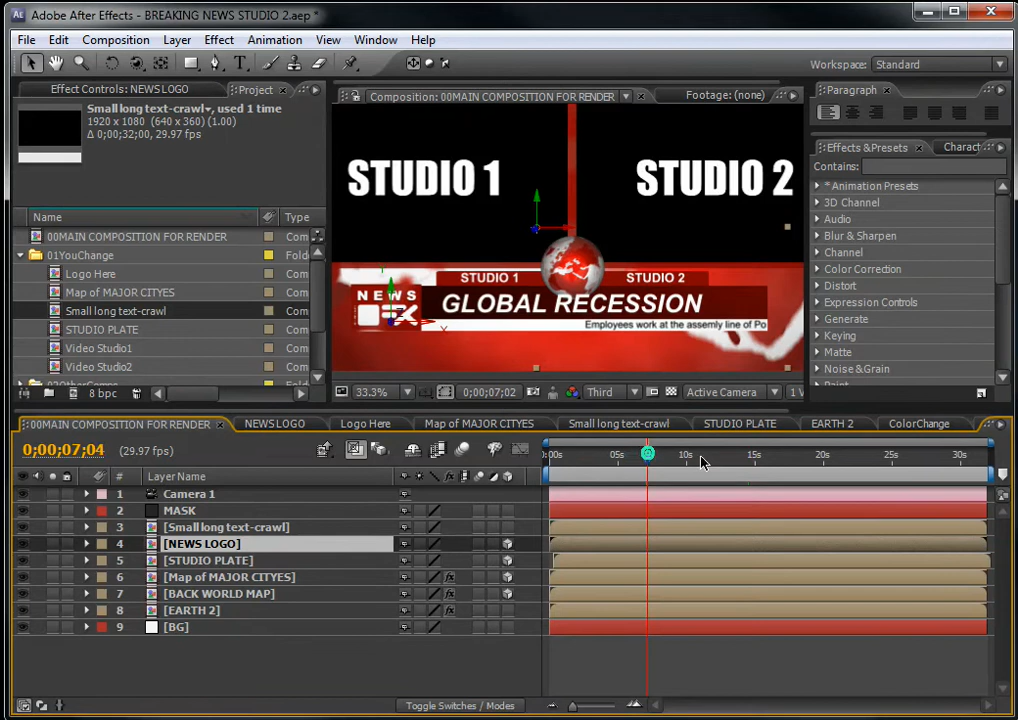 Adobe After Effects - BREAKING NEWS STUDIO 2.aep *
File Edit Composition Layer Effect Animation View Window Help
Workspace: Standard
Effect Controls: NEWS LOGO Project
Small long text-crawl, used 1 time
1920 x 1080 (640 x 360) (1.00)
Δ 0;00;32;00, 29.97 fps
Name Type
00MAIN COMPOSITION FOR RENDER Com
01YouChange Folde
Logo Here Com
Map of MAJOR CITYES Com
Small long text-crawl Com
STUDIO PLATE Com
Video Studio1 Com
Video Studio2 Com
8 bpc
Composition: 00MAIN COMPOSITION FOR RENDER Footage: (none)
STUDIO 1 STUDIO 2
STUDIO 1 STUDIO 2
NEWS
GLOBAL RECESSION
Employees work at the assemly line of Po
33.3% 0;00;07;02 Third Active Camera 1 V
Paragraph
Effects & Presets Charact
Contains:
* Animation Presets
3D Channel
Audio
Blur & Sharpen
Channel
Color Correction
Distort
Expression Controls
Generate
Keying
Matte
Noise & Grain
00MAIN COMPOSITION FOR RENDER NEWS LOGO Logo Here Map of MAJOR CITYES Small long text-crawl STUDIO PLATE EARTH 2 ColorChange
0;00;07;04 (29.97 fps)
:00s 05s 10s 15s 20s 25s 30s
# Layer Name
1 Camera 1
2 MASK
3 [Small long text-crawl]
4 [NEWS LOGO]
5 [STUDIO PLATE]
6 [Map of MAJOR CITYES]
7 [BACK WORLD MAP]
8 [EARTH 2]
9 [BG]
Toggle Switches / Modes